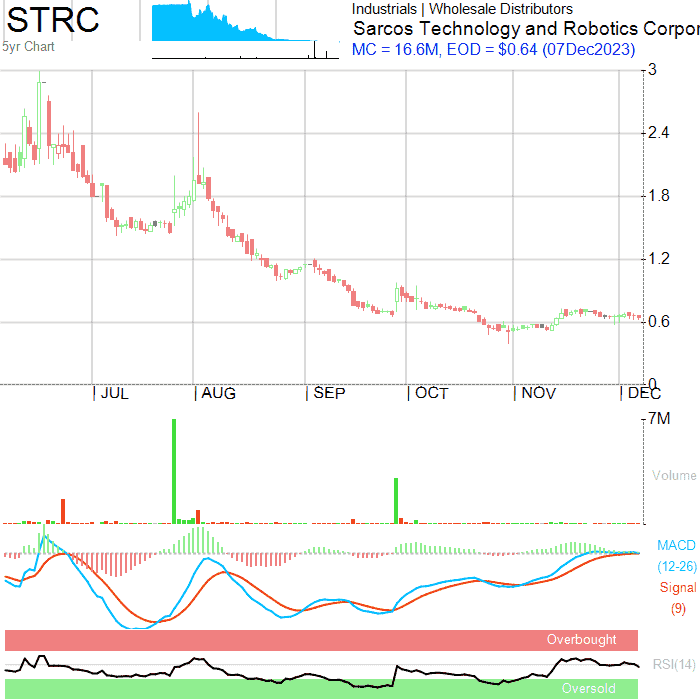 STRC
5yr Chart
Industrials | Wholesale Distributors
Sarcos Technology and Robotics Corpor
MC = 16.6M, EOD = $0.64 (07Dec2023)
3
2.4
1.8
1.2
0.6
0
JUL
AUG
SEP
OCT
NOV
DEC
7M
Volume
MACD
(12-26)
Signal
(9)
Overbought
RSI(14)
Oversold